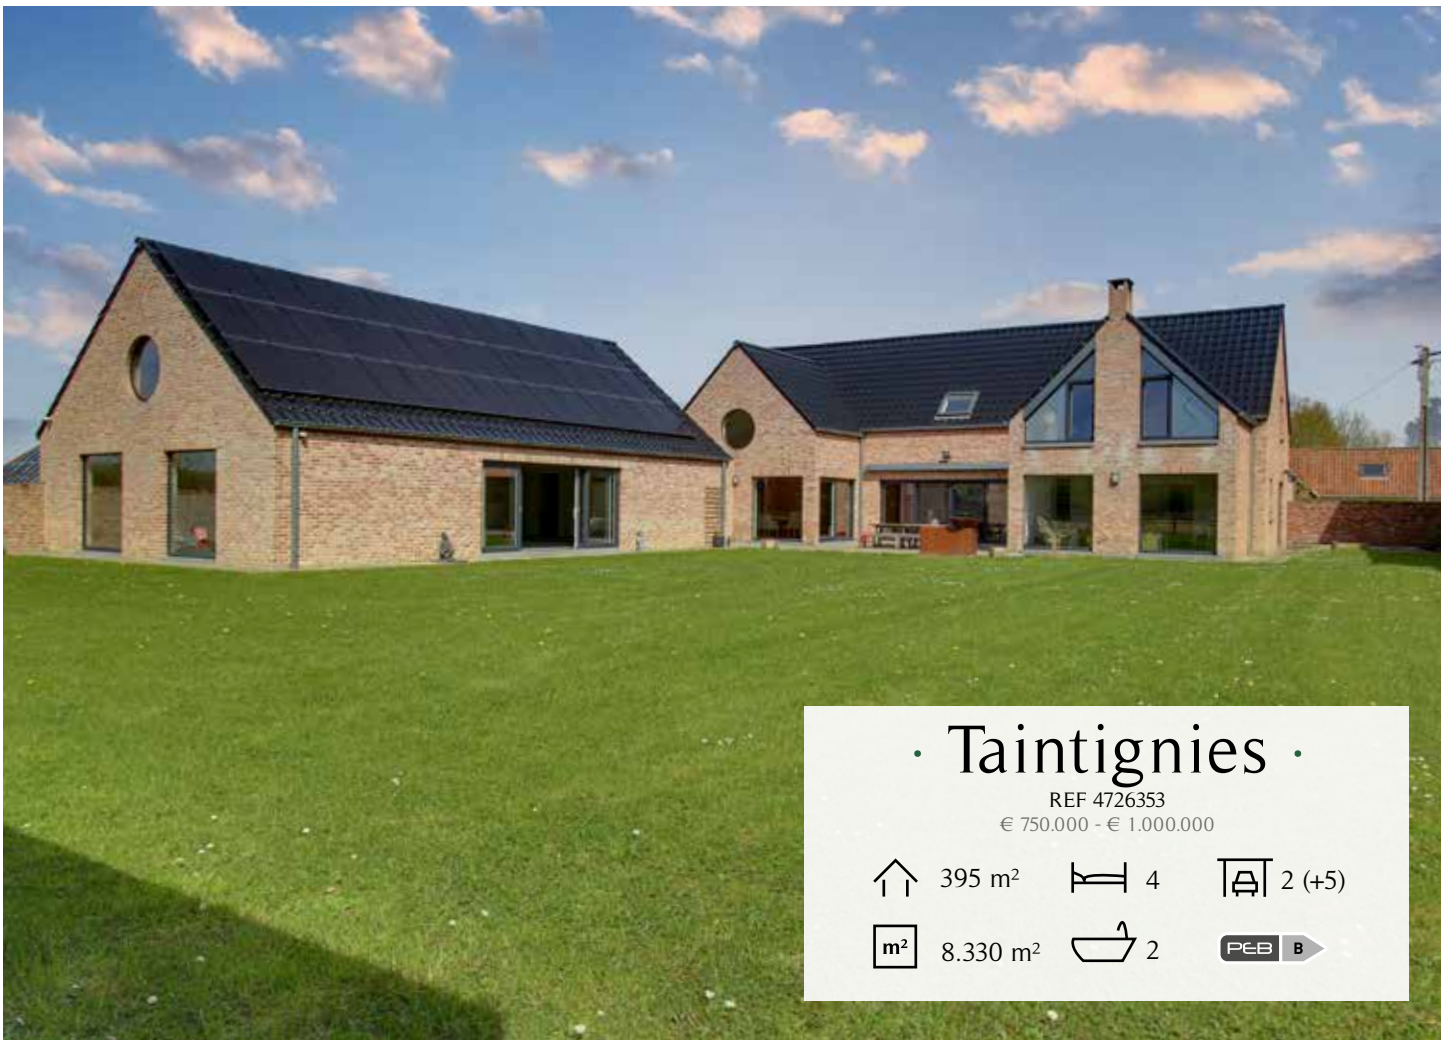 · Taintignies ·
REF 4726353
€ 750.000 - € 1.000.000
395 m² 4 2 (+5)
m² 8.330 m² 2 PEB B